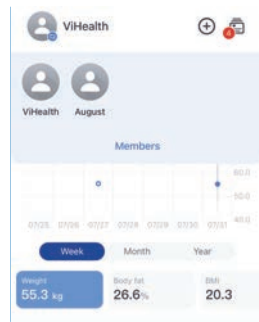 ViHealth
4
ViHealth August
Members
60.0
50.0
40.0
07/25 07/26 07/27 07/28 07/29 07/30 07/31
Week Month Year
Weight Body fat BMI
55.3 kg 26.6% 20.3